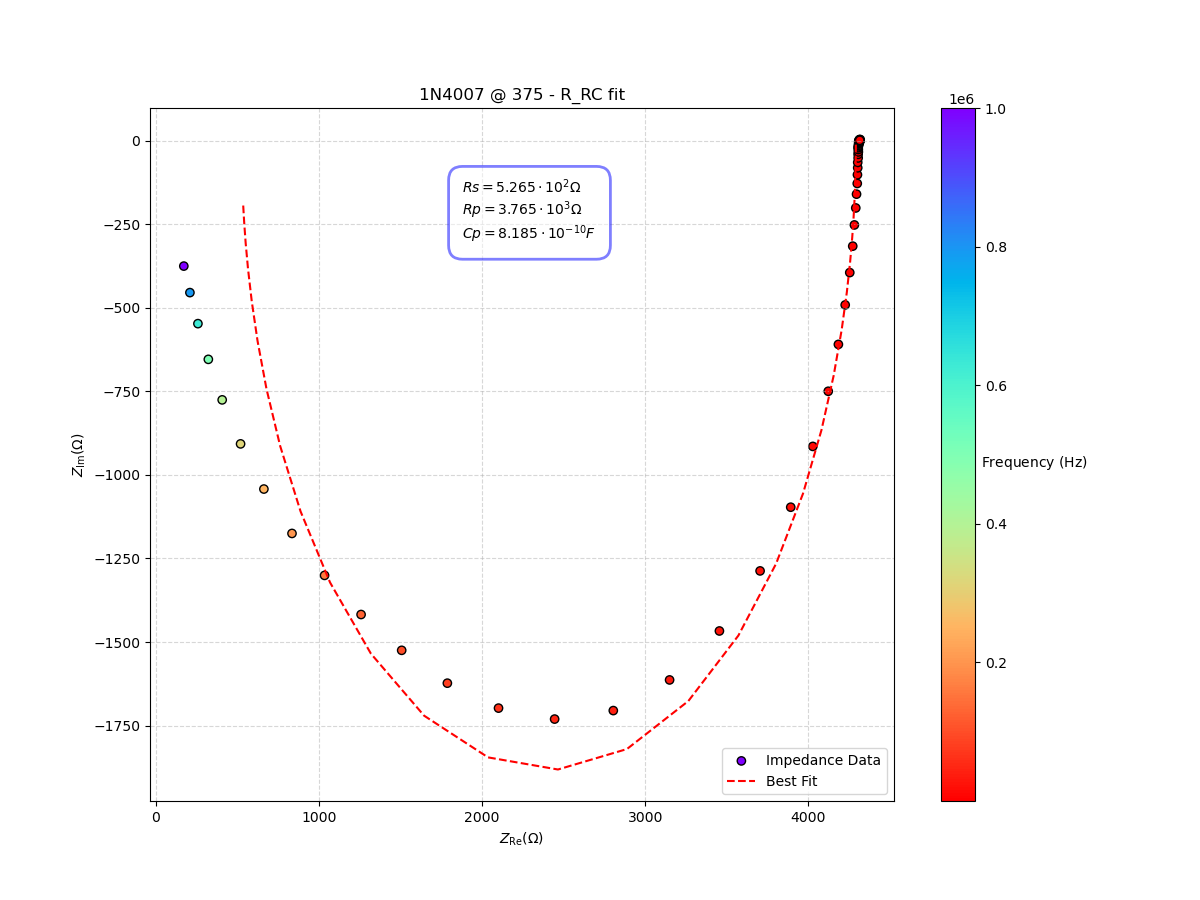 1N4007 @ 375 - R_RC fit
1e6
0
−250
−500
−750
−1000
−1250
−1500
−1750
Z_Im(Ω)
Rs = 5.265 · 10²Ω
Rp = 3.765 · 10³Ω
Cp = 8.185 · 10⁻¹⁰F
Impedance Data
Best Fit
0
1000
2000
3000
4000
Z_Re(Ω)
1.0
0.8
0.6
0.4
0.2
Frequency (Hz)